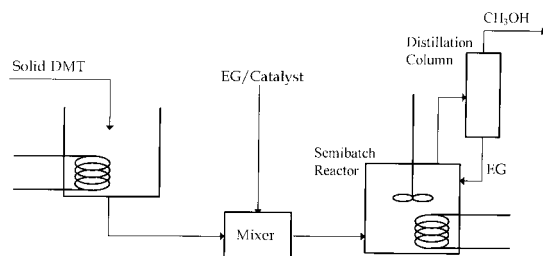 CH₃OH
Distillation
Column
Solid DMT
EG/Catalyst
Semibatch
Reactor
EG
Mixer